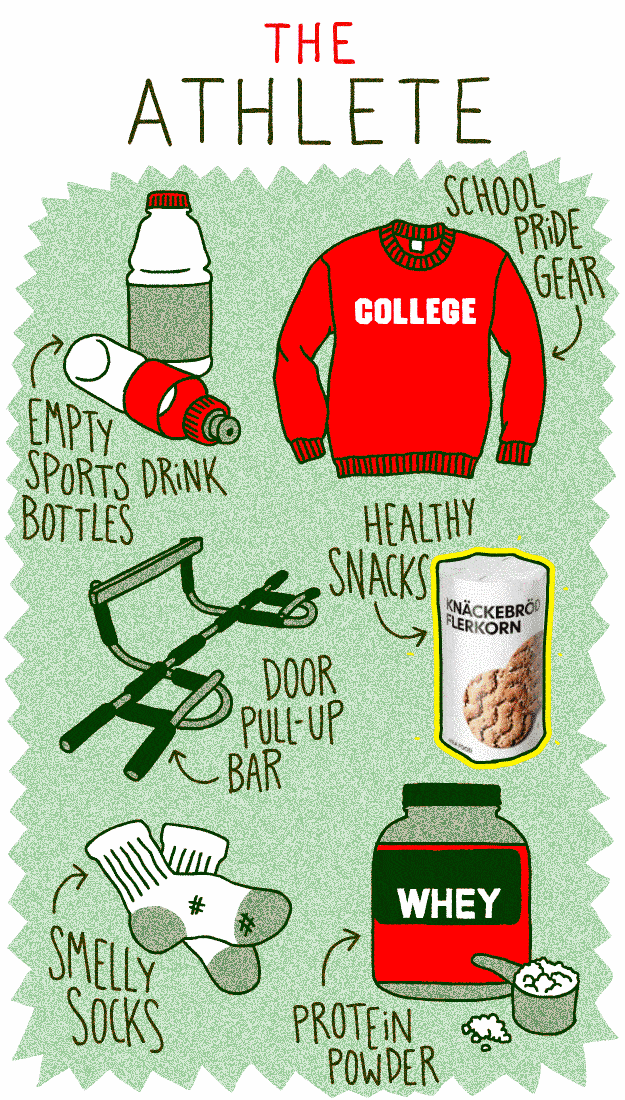 THE
ATHLETE
SCHOOL
PRiDE
GEAR
COLLEGE
EMPTY
SPORTS DRiNK
BOTTLES
HEALTHY
SNACKS
KNÄCKEBRÖD
FLERKORN
DOOR
PULL-UP
BAR
WHEY
SMELLY
SOCKS
PROTEiN
POWDER